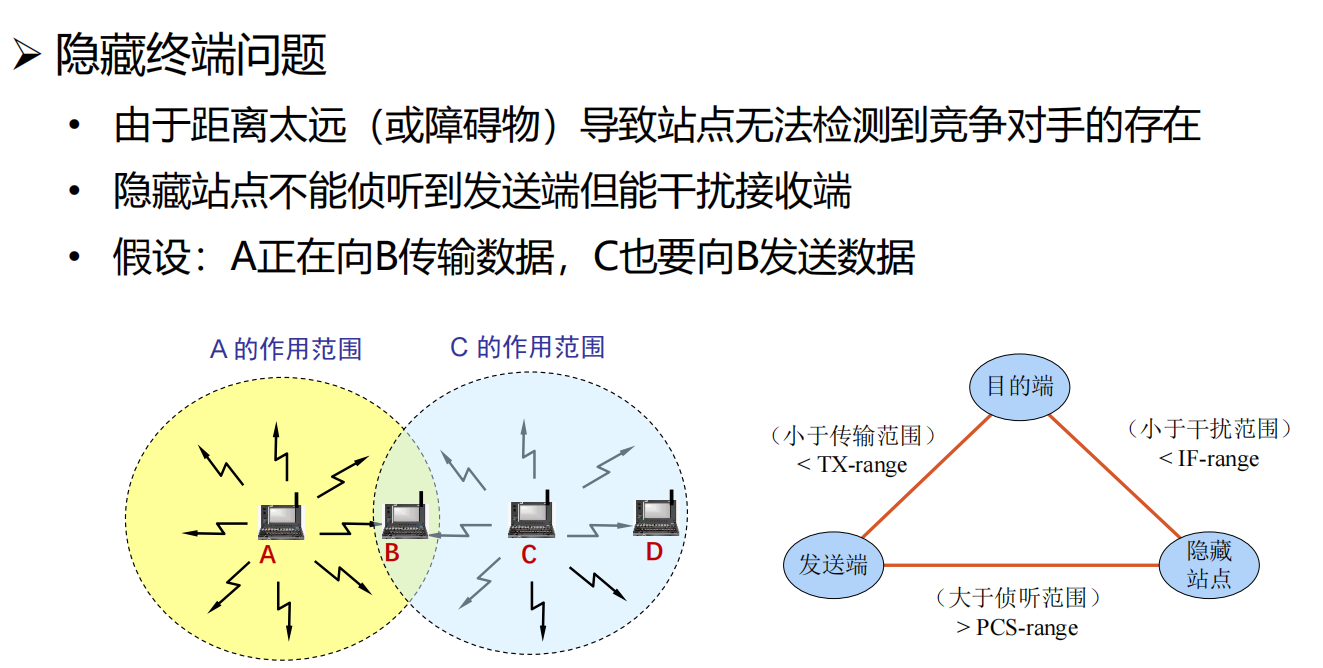 隐藏终端问题
• 由于距离太远（或障碍物）导致站点无法检测到竞争对手的存在
• 隐藏站点不能侦听到发送端但能干扰接收端
• 假设：A正在向B传输数据，C也要向B发送数据
A 的作用范围
C 的作用范围
A
B
C
D
目的端
（小于传输范围）
< TX-range
（小于干扰范围）
< IF-range
发送端
隐藏
站点
（大于侦听范围）
> PCS-range